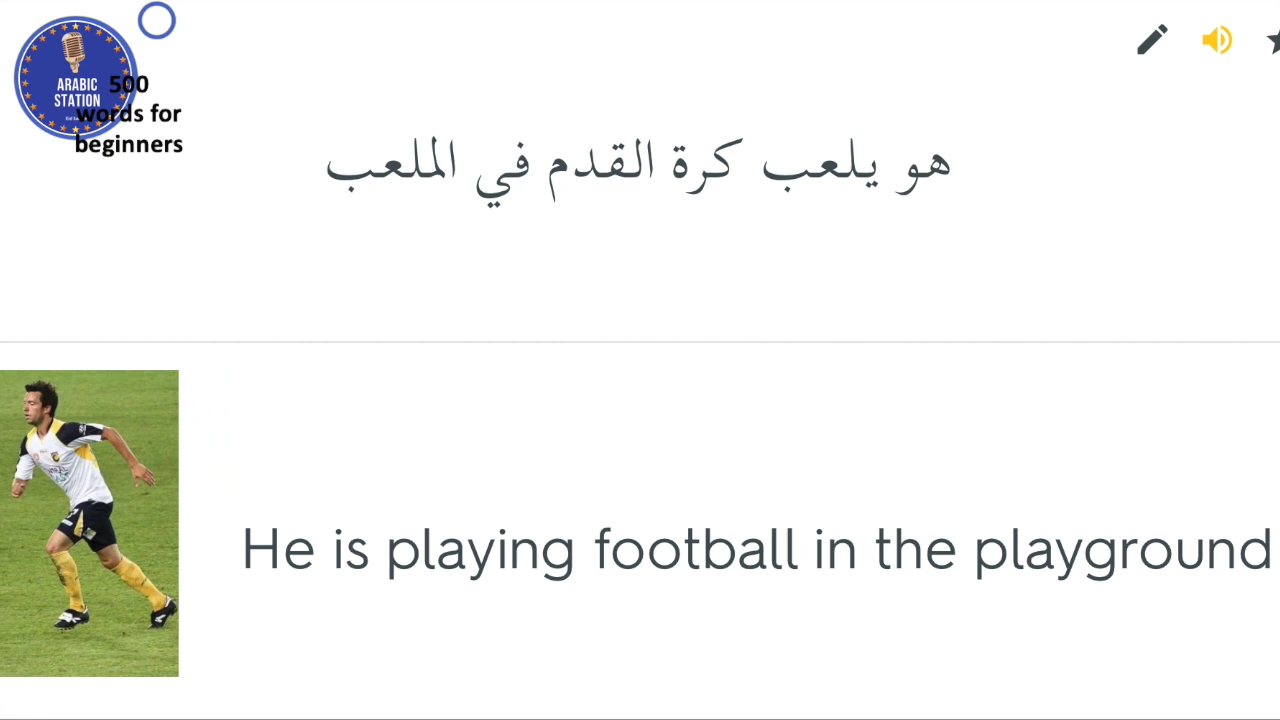 ARABIC
STATION
500
words for
beginners
هو يلعب كرة القدم في الملعب
He is playing football in the playground